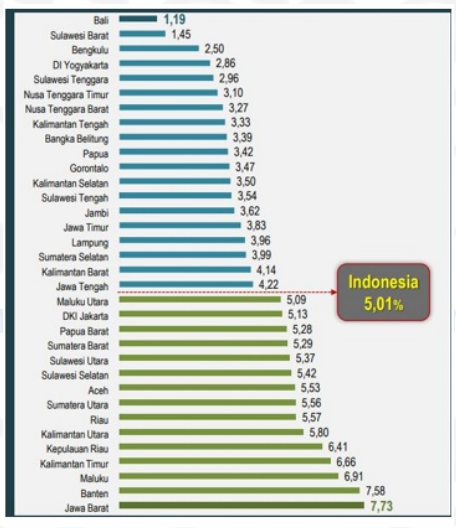 Bali 1,19
Sulawesi Barat 1,45
Bengkulu 2,50
DI Yogyakarta 2,86
Sulawesi Tenggara 2,96
Nusa Tenggara Timur 3,10
Nusa Tenggara Barat 3,27
Kalimantan Tengah 3,33
Bangka Belitung 3,39
Papua 3,42
Gorontalo 3,47
Kalimantan Selatan 3,50
Sulawesi Tengah 3,54
Jambi 3,62
Jawa Timur 3,83
Lampung 3,96
Sumatera Selatan 3,99
Kalimantan Barat 4,14
Jawa Tengah 4,22
Indonesia
5,01%
Maluku Utara 5,09
DKI Jakarta 5,13
Papua Barat 5,28
Sumatera Barat 5,29
Sulawesi Utara 5,37
Sulawesi Selatan 5,42
Aceh 5,53
Sumatera Utara 5,56
Riau 5,57
Kalimantan Utara 5,80
Kepulauan Riau 6,41
Kalimantan Timur 6,66
Maluku 6,91
Banten 7,58
Jawa Barat 7,73